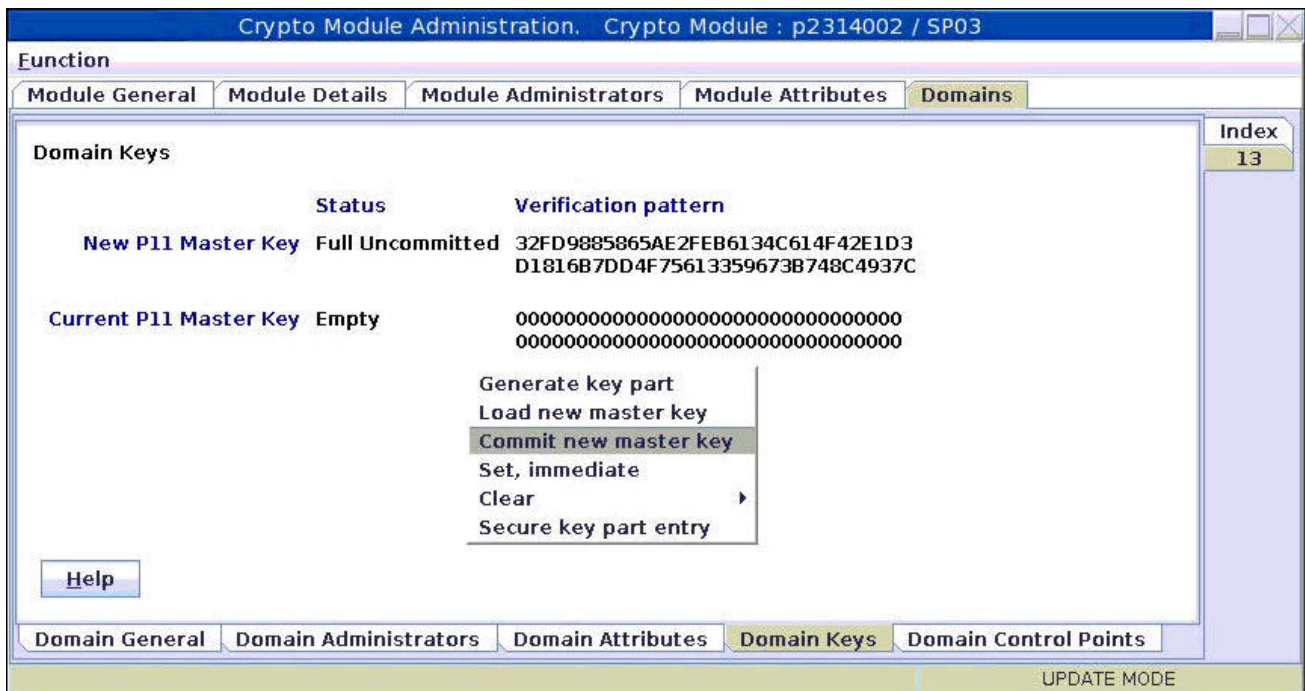 Crypto Module Administration.   Crypto Module : p2314002 / SP03
Function
Module General Module Details Module Administrators Module Attributes Domains
Index
13
Domain Keys
Status Verification pattern
New P11 Master Key Full Uncommitted 32FD9885865AE2FEB6134C614F42E1D3
D1816B7DD4F75613359673B748C4937C
Current P11 Master Key Empty 00000000000000000000000000000000
00000000000000000000000000000000
Generate key part
Load new master key
Commit new master key
Set, immediate
Clear
Secure key part entry
Help
Domain General Domain Administrators Domain Attributes Domain Keys Domain Control Points
UPDATE MODE